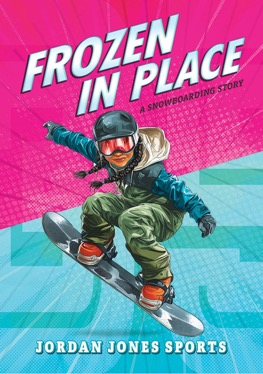 FROZEN
IN PLACE
A SNOWBOARDING STORY
JORDAN JONES SPORTS